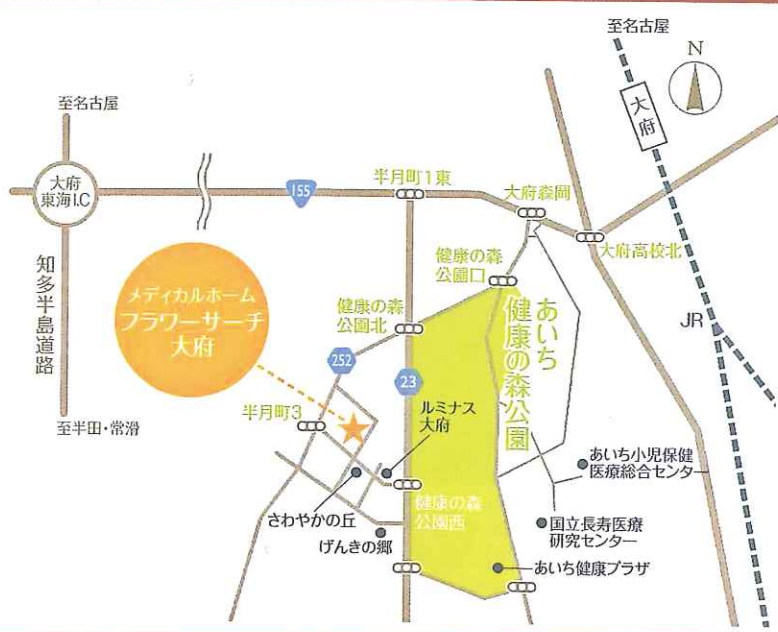 至名古屋
N
大府
至名古屋
大府
東海I.C
155
半月町1東
大府森岡
大府高校北
知多半島道路
メディカルホーム
フラワーサーチ
大府
健康の森
公園口
健康の森
公園北
あいち
健康の森公園
JR
252
23
半月町3
ルミナス
大府
至半田・常滑
あいち小児保健
医療総合センター
さわやかの丘
健康の森
公園西
国立長寿医療
研究センター
げんきの郷
あいち健康プラザ